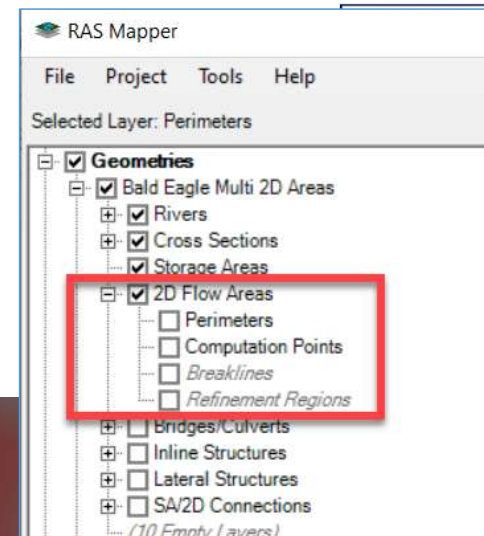 RAS Mapper
File Project Tools Help
Selected Layer: Perimeters
Geometries
Bald Eagle Multi 2D Areas
Rivers
Cross Sections
Storage Areas
2D Flow Areas
Perimeters
Computation Points
Breaklines
Refinement Regions
Bridges/Culverts
Inline Structures
Lateral Structures
SA/2D Connections
(10 Empty Layers)